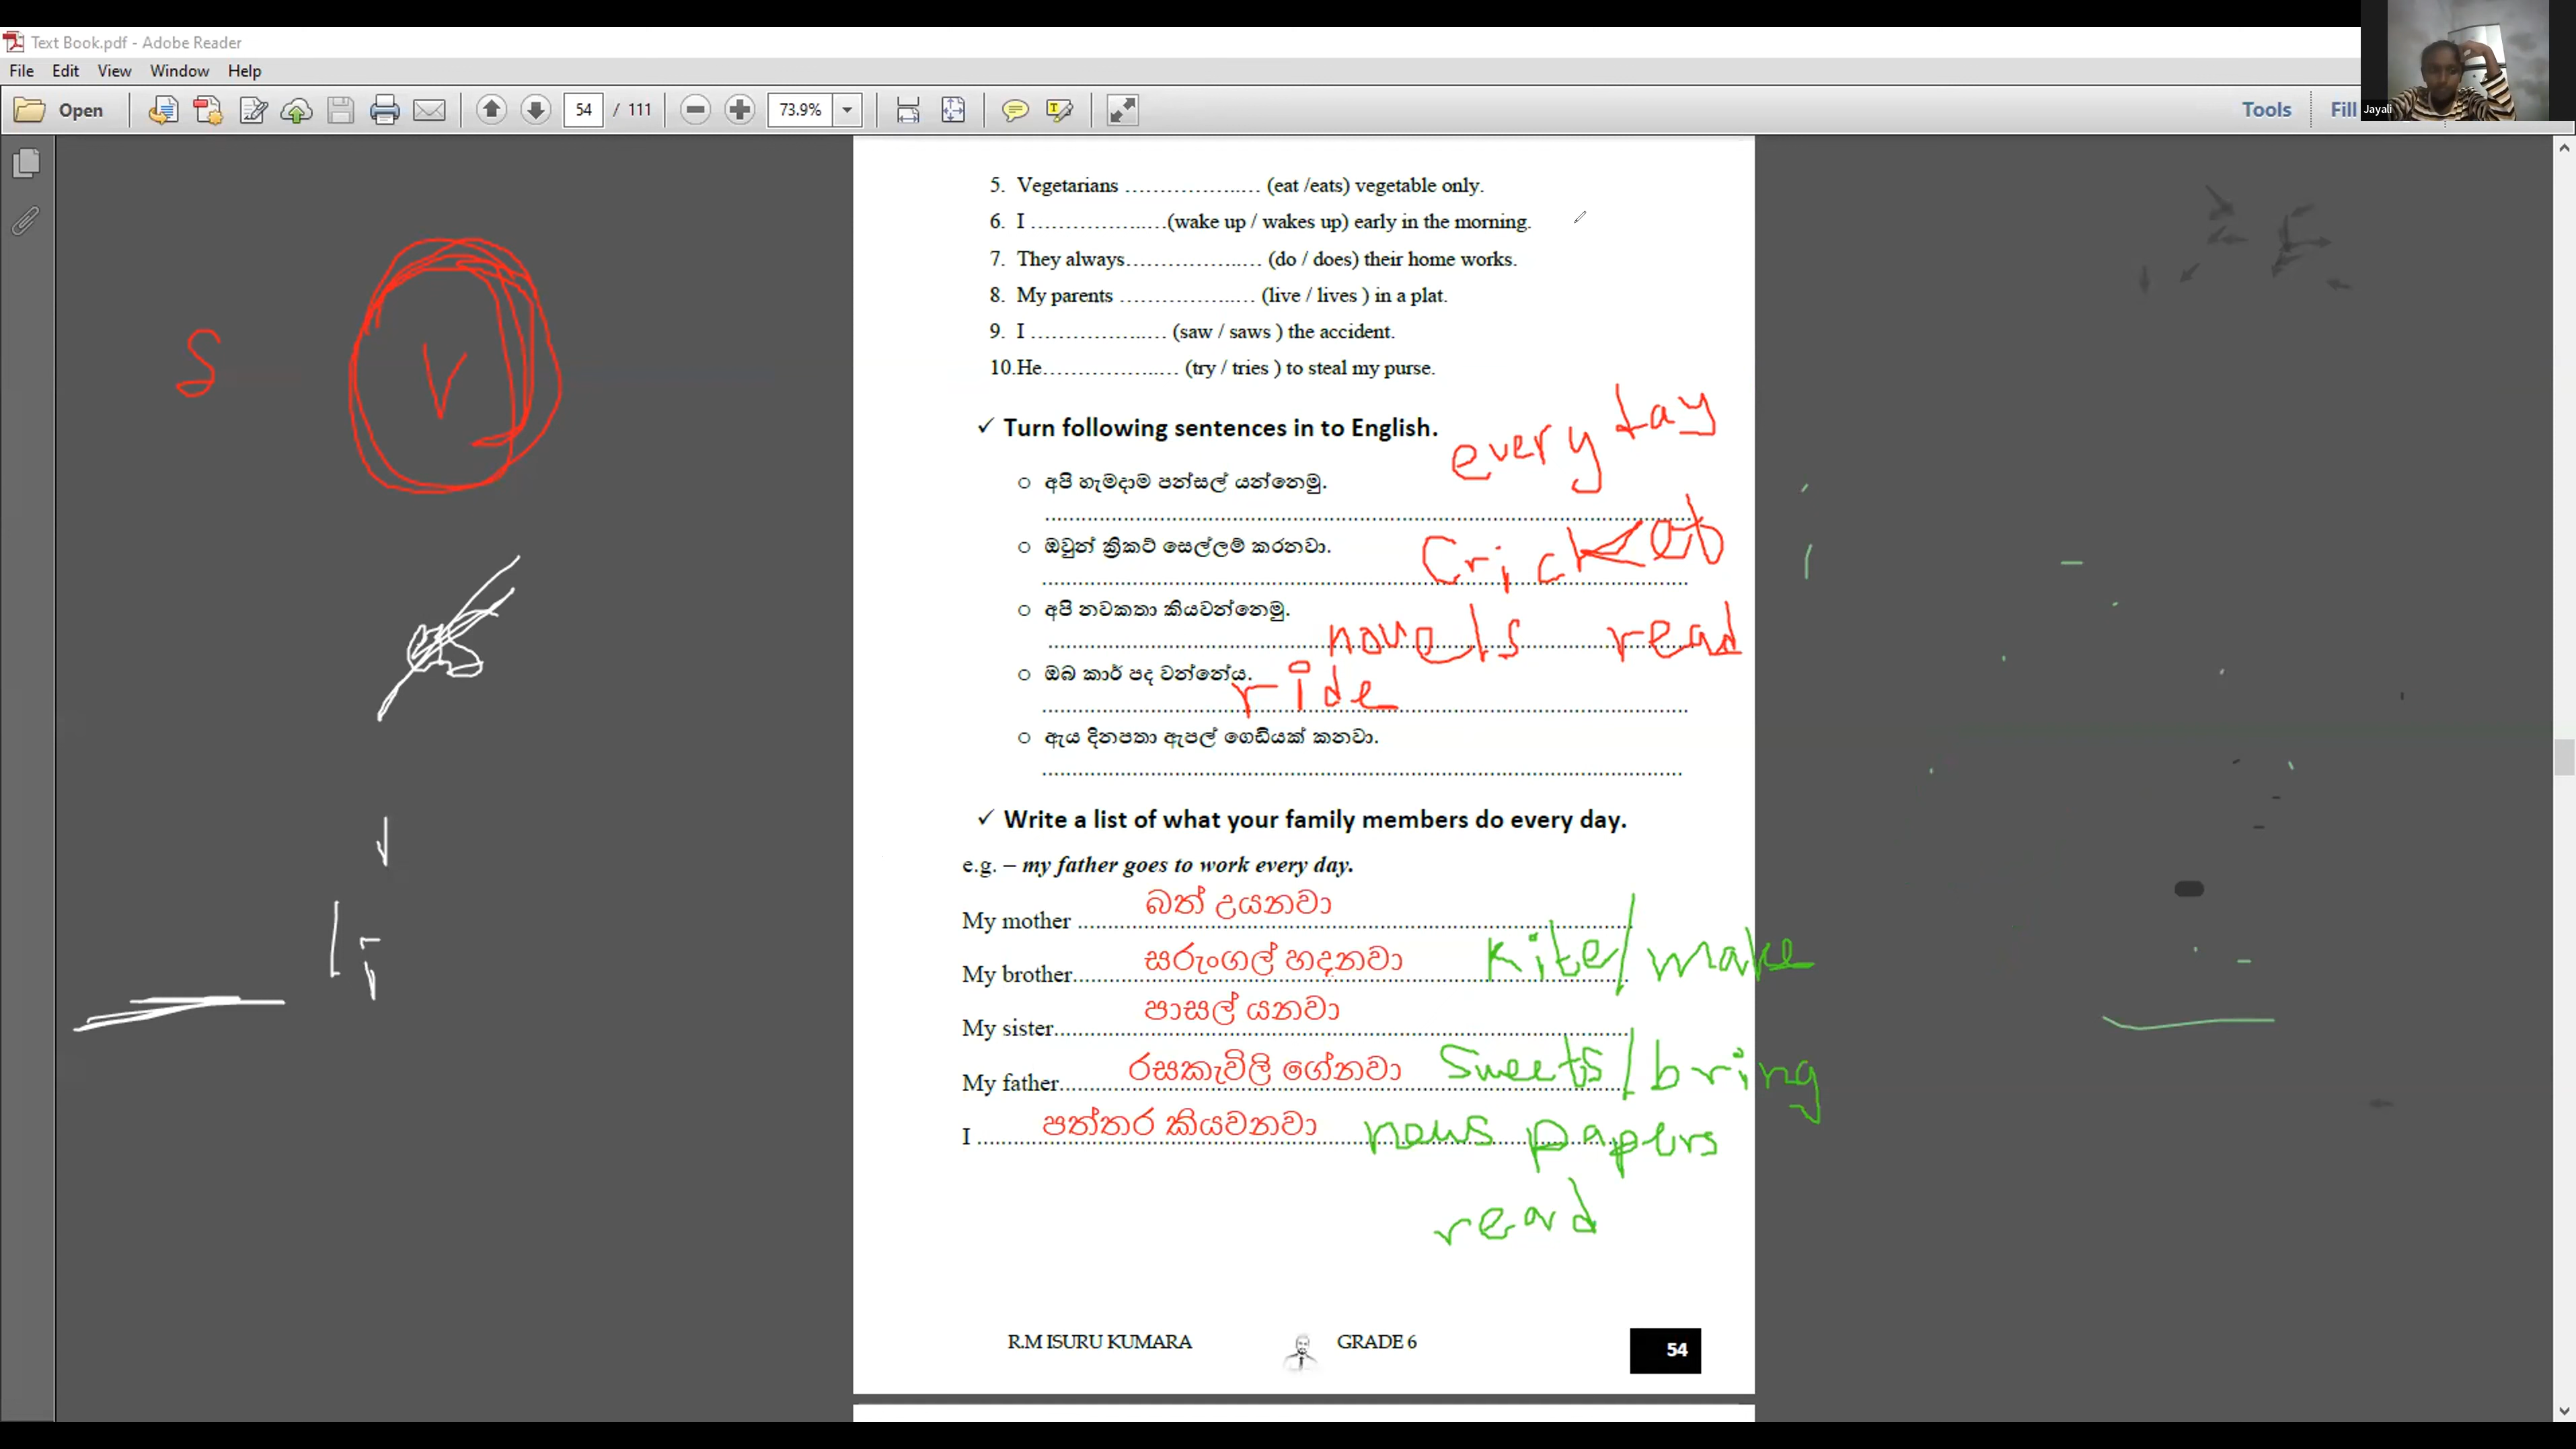 Text Book.pdf - Adobe Reader
File Edit View Window Help
Open 54 / 111 73.9% Tools Fill
Jayali
5. Vegetarians ……………..… (eat /eats) vegetable only.
6. I ……………..…(wake up / wakes up) early in the morning.
7. They always……………..… (do / does) their home works.
8. My parents ……………..… (live / lives ) in a plat.
9. I ……………..… (saw / saws ) the accident.
10.He……………..… (try / tries ) to steal my purse.
S V
✓ Turn following sentences in to English.
every day
o අපි හැමදාම පන්සල් යන්නෙමු.
o ඔවුන් ක්‍රිකට් සෙල්ලම් කරනවා.
Cricket
o අපි නවකතා කියවන්නෙමු.
novels read
o ඔබ කාර් පද වන්නේය.
ride
o ඇය දිනපතා ඇපල් ගෙඩියක් කනවා.
✓ Write a list of what your family members do every day.
e.g. – my father goes to work every day.
My mother බත් උයනවා
My brother සරුංගල් හදනවා Kite/ make
My sister පාසල් යනවා
My father රසකැවිලි ගේනවා Sweets/ bring
I පත්තර කියවනවා news papers
read
R.M ISURU KUMARA GRADE 6 54